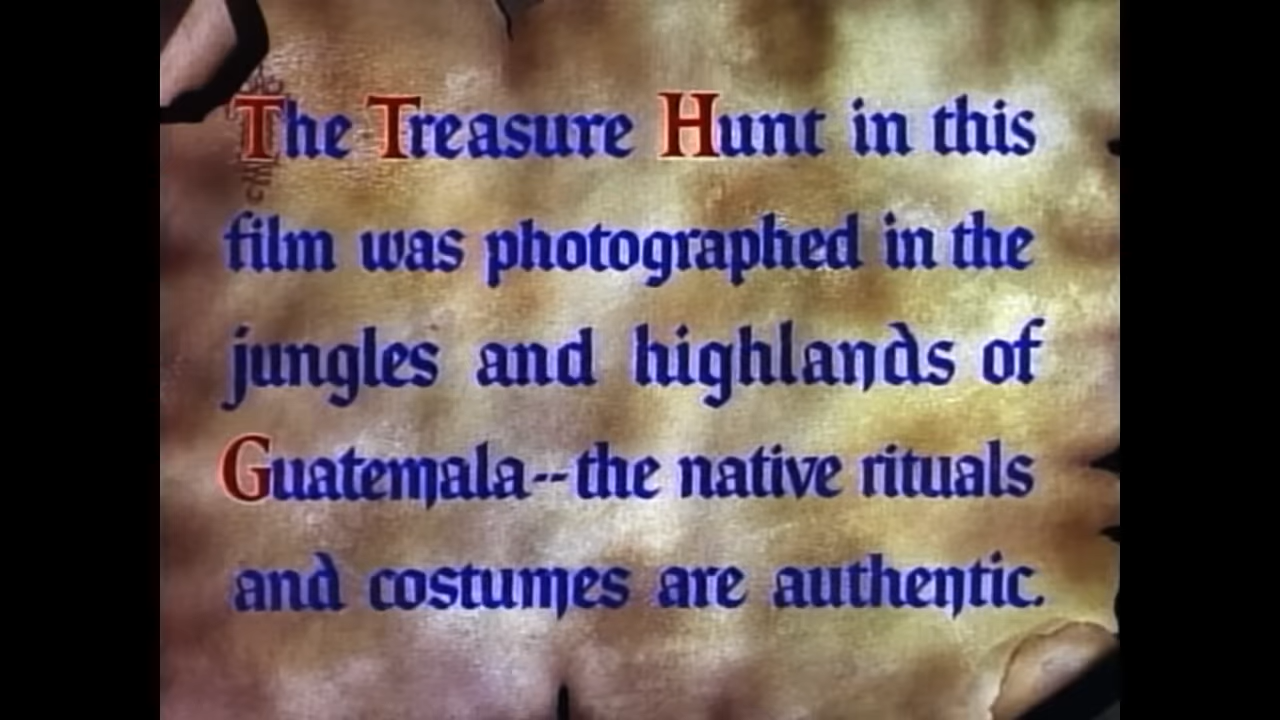 The Treasure Hunt in this
film was photographed in the
jungles and highlands of
Guatemala--the native rituals
and costumes are authentic.